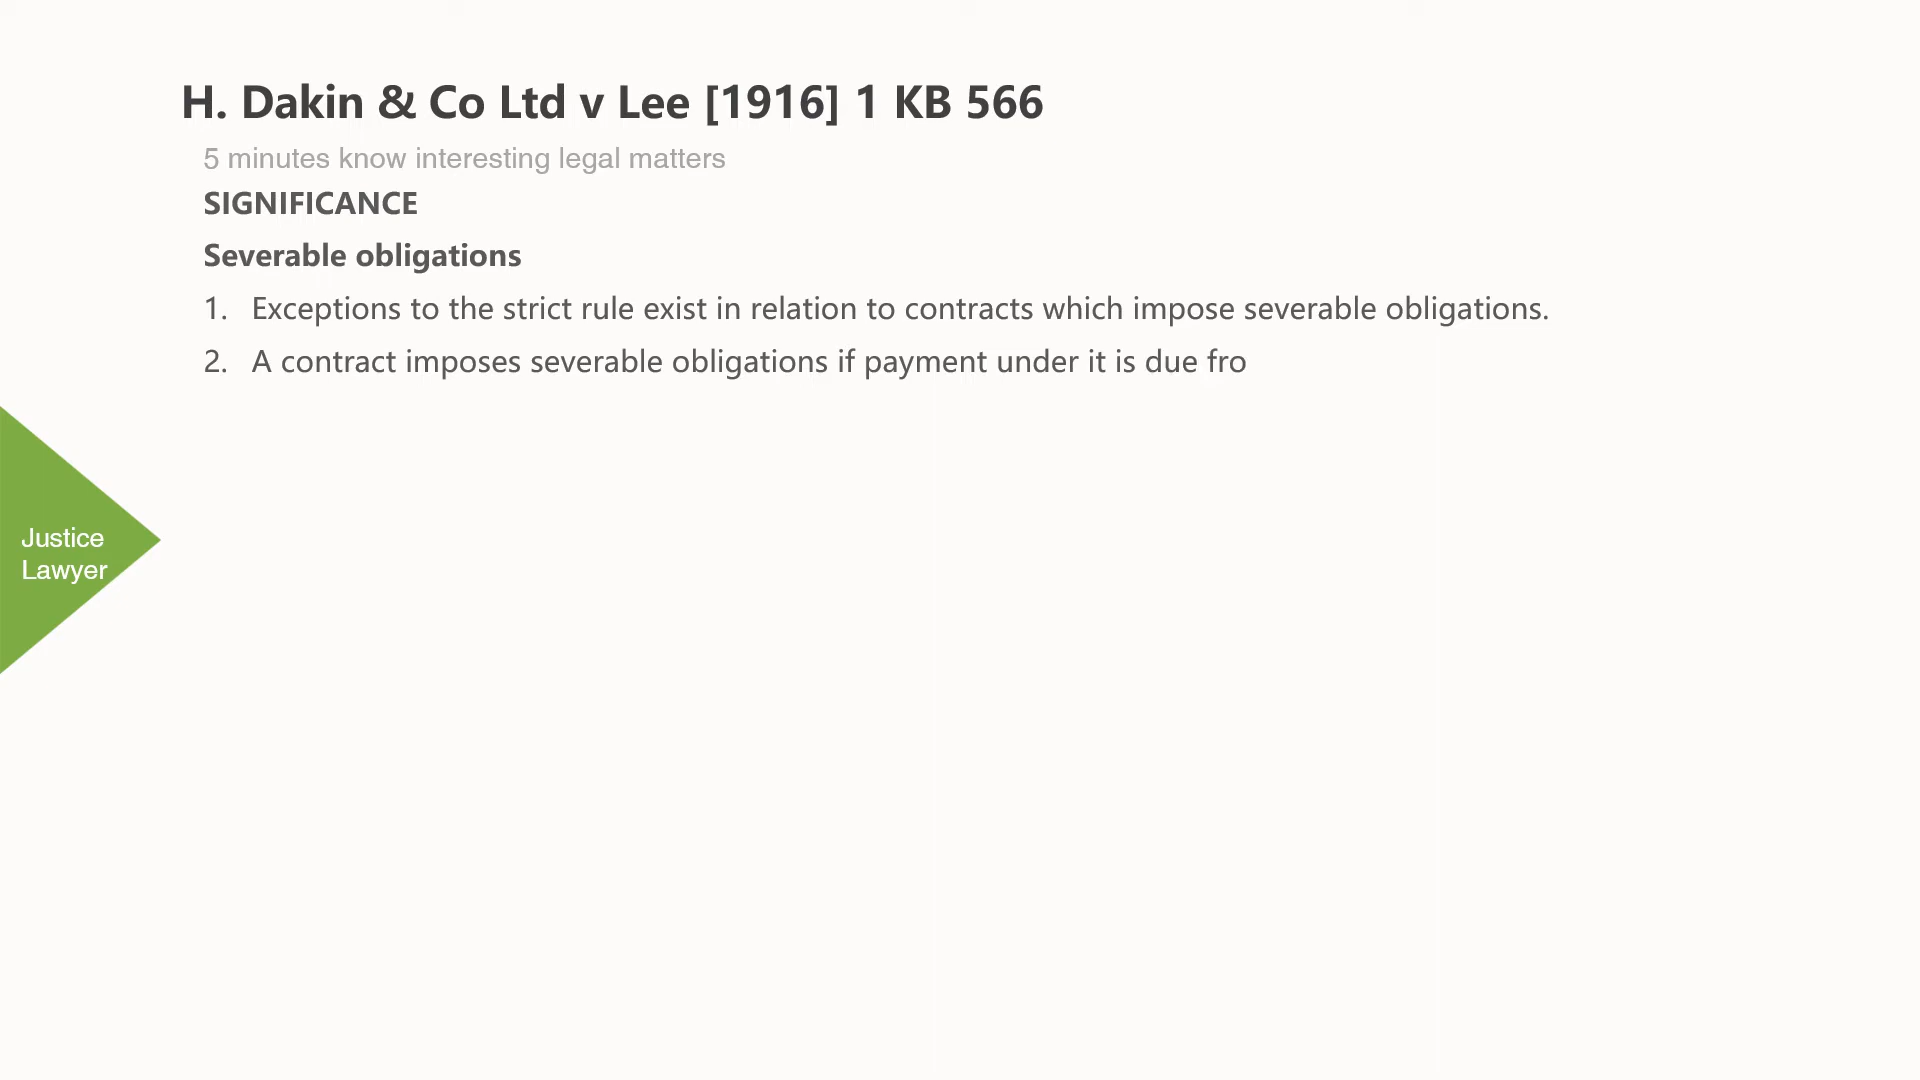 H. Dakin & Co Ltd v Lee [1916] 1 KB 566
5 minutes know interesting legal matters
SIGNIFICANCE
Severable obligations
1. Exceptions to the strict rule exist in relation to contracts which impose severable obligations.
2. A contract imposes severable obligations if payment under it is due fro
Justice
Lawyer